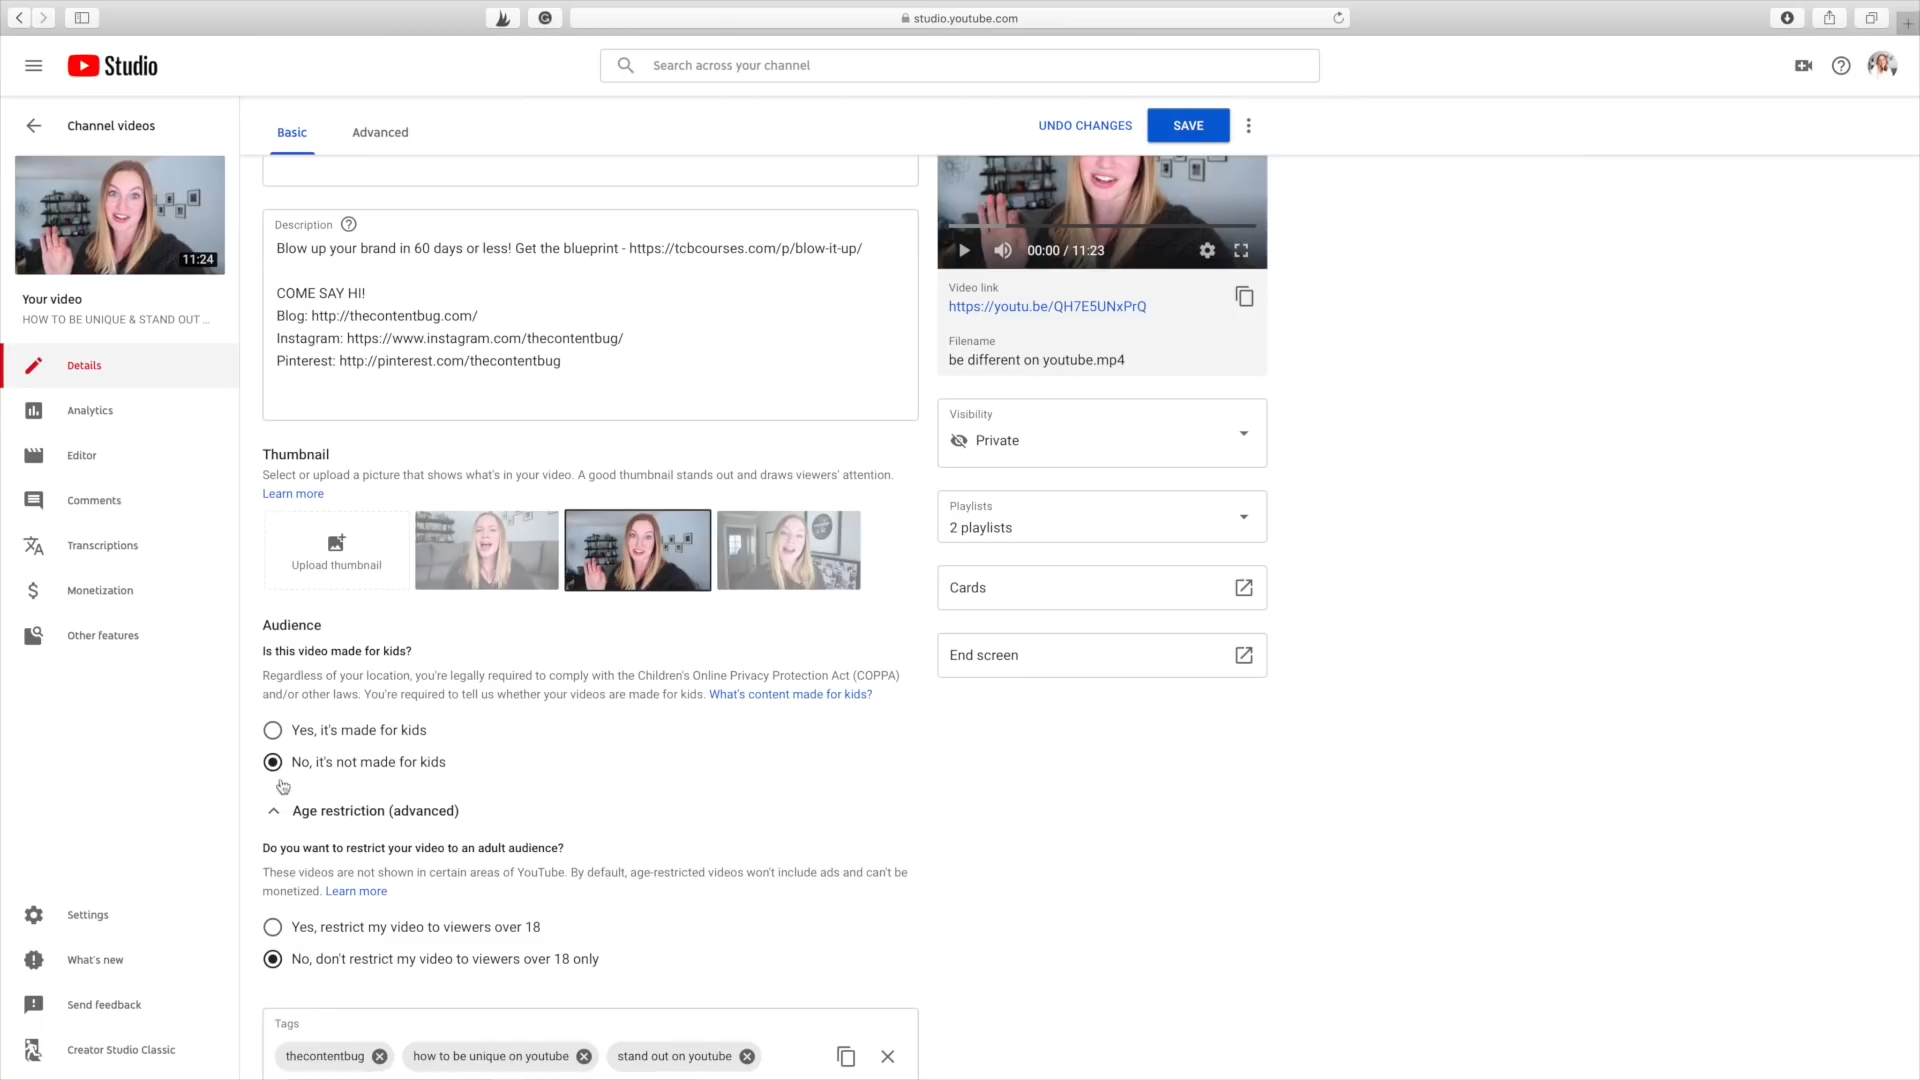 studio.youtube.com
Studio
Search across your channel
Channel videos
Basic
Advanced
UNDO CHANGES
SAVE
11:24
Your video
HOW TO BE UNIQUE & STAND OUT ...
Details
Analytics
Editor
Comments
Transcriptions
Monetization
Other features
Settings
What's new
Send feedback
Creator Studio Classic
Description
Blow up your brand in 60 days or less! Get the blueprint - https://tcbcourses.com/p/blow-it-up/
COME SAY HI!
Blog: http://thecontentbug.com/
Instagram: https://www.instagram.com/thecontentbug/
Pinterest: http://pinterest.com/thecontentbug
Thumbnail
Select or upload a picture that shows what's in your video. A good thumbnail stands out and draws viewers' attention.
Learn more
Upload thumbnail
Audience
Is this video made for kids?
Regardless of your location, you're legally required to comply with the Children's Online Privacy Protection Act (COPPA)
and/or other laws. You're required to tell us whether your videos are made for kids. What's content made for kids?
Yes, it's made for kids
No, it's not made for kids
Age restriction (advanced)
Do you want to restrict your video to an adult audience?
These videos are not shown in certain areas of YouTube. By default, age-restricted videos won't include ads and can't be
monetized. Learn more
Yes, restrict my video to viewers over 18
No, don't restrict my video to viewers over 18 only
Tags
thecontentbug
how to be unique on youtube
stand out on youtube
00:00 / 11:23
Video link
https://youtu.be/QH7E5UNxPrQ
Filename
be different on youtube.mp4
Visibility
Private
Playlists
2 playlists
Cards
End screen